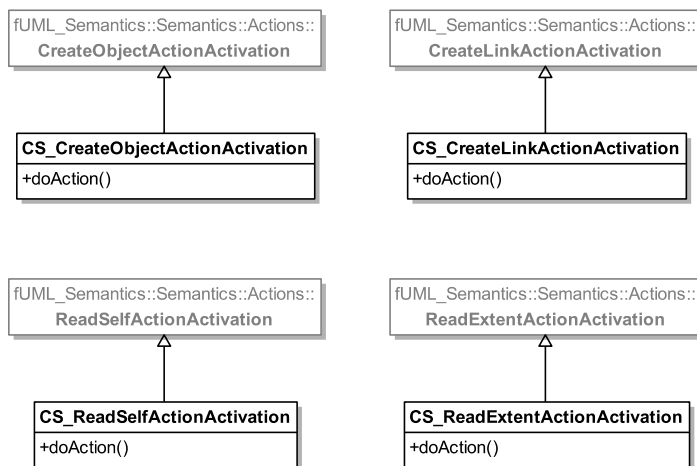 fUML_Semantics::Semantics::Actions::
CreateObjectActionActivation
CS_CreateObjectActionActivation
+doAction()
fUML_Semantics::Semantics::Actions::
CreateLinkActionActivation
CS_CreateLinkActionActivation
+doAction()
fUML_Semantics::Semantics::Actions::
ReadSelfActionActivation
CS_ReadSelfActionActivation
+doAction()
fUML_Semantics::Semantics::Actions::
ReadExtentActionActivation
CS_ReadExtentActionActivation
+doAction()